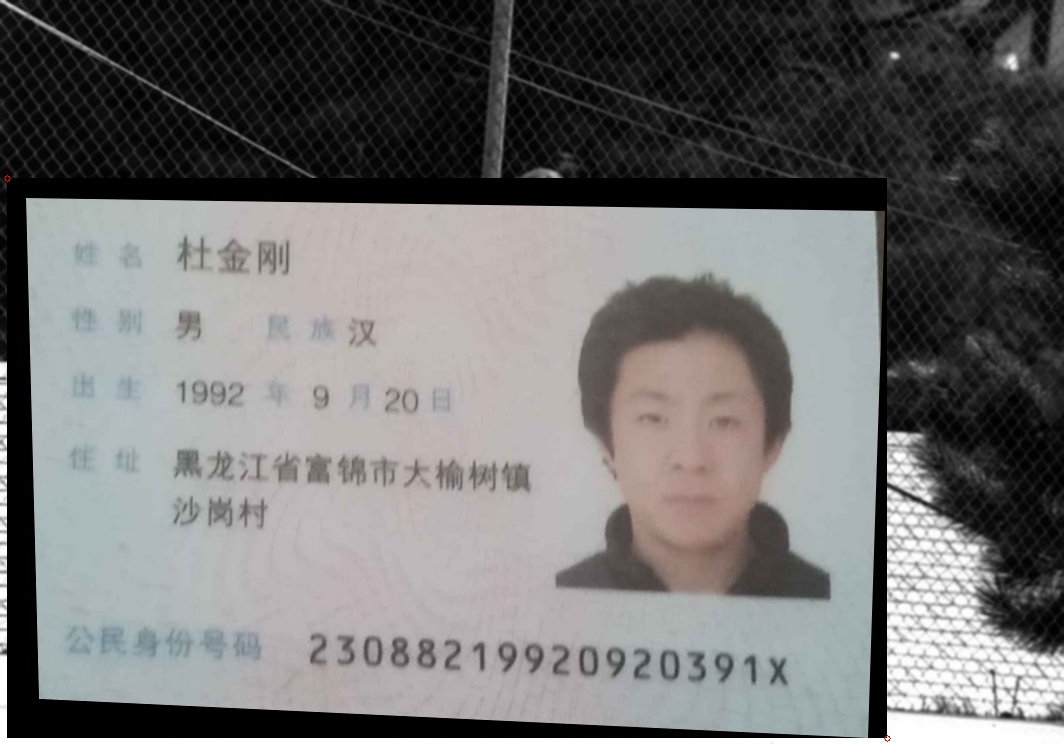 姓名 杜金刚
性别 男 民族 汉
出生 1992 年 9 月 20 日
住址 黑龙江省富锦市大榆树镇
沙岗村
公民身份号码 23088219920920391X